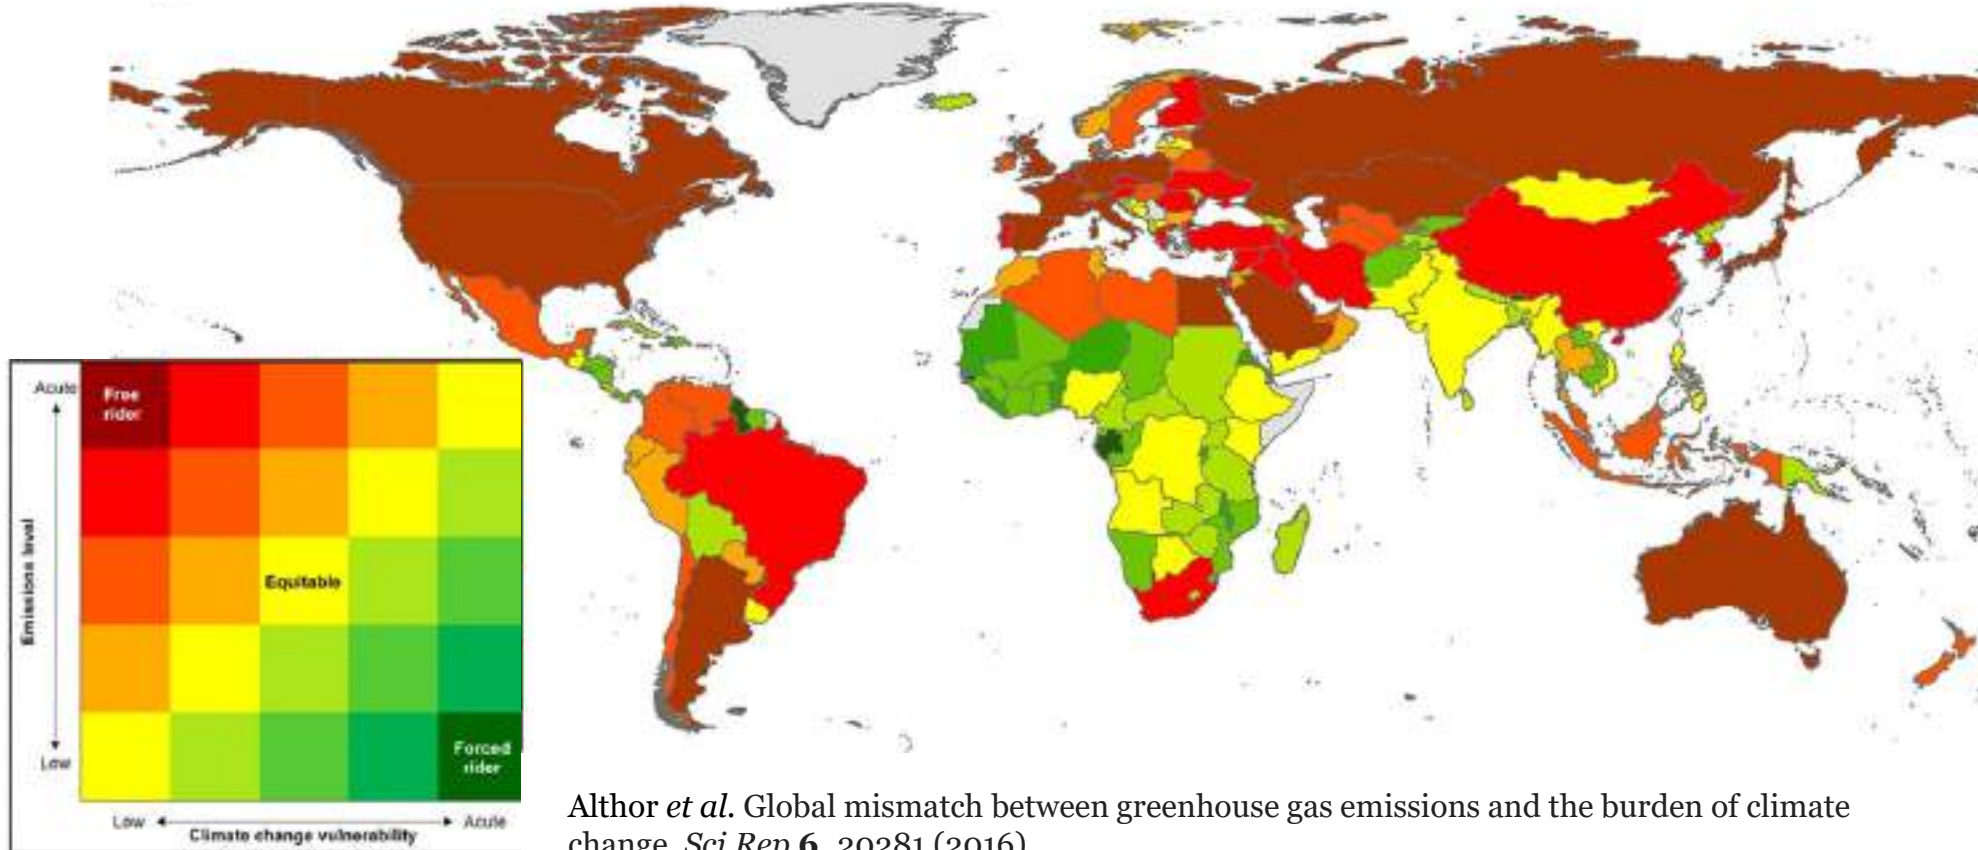 Acute
Free
rider
Equitable
Emissions level
Low
Forced
rider
Low
Acute
Climate change vulnerability
Althor et al. Global mismatch between greenhouse gas emissions and the burden of climate
change. Sci Rep 6, 20281 (2016)